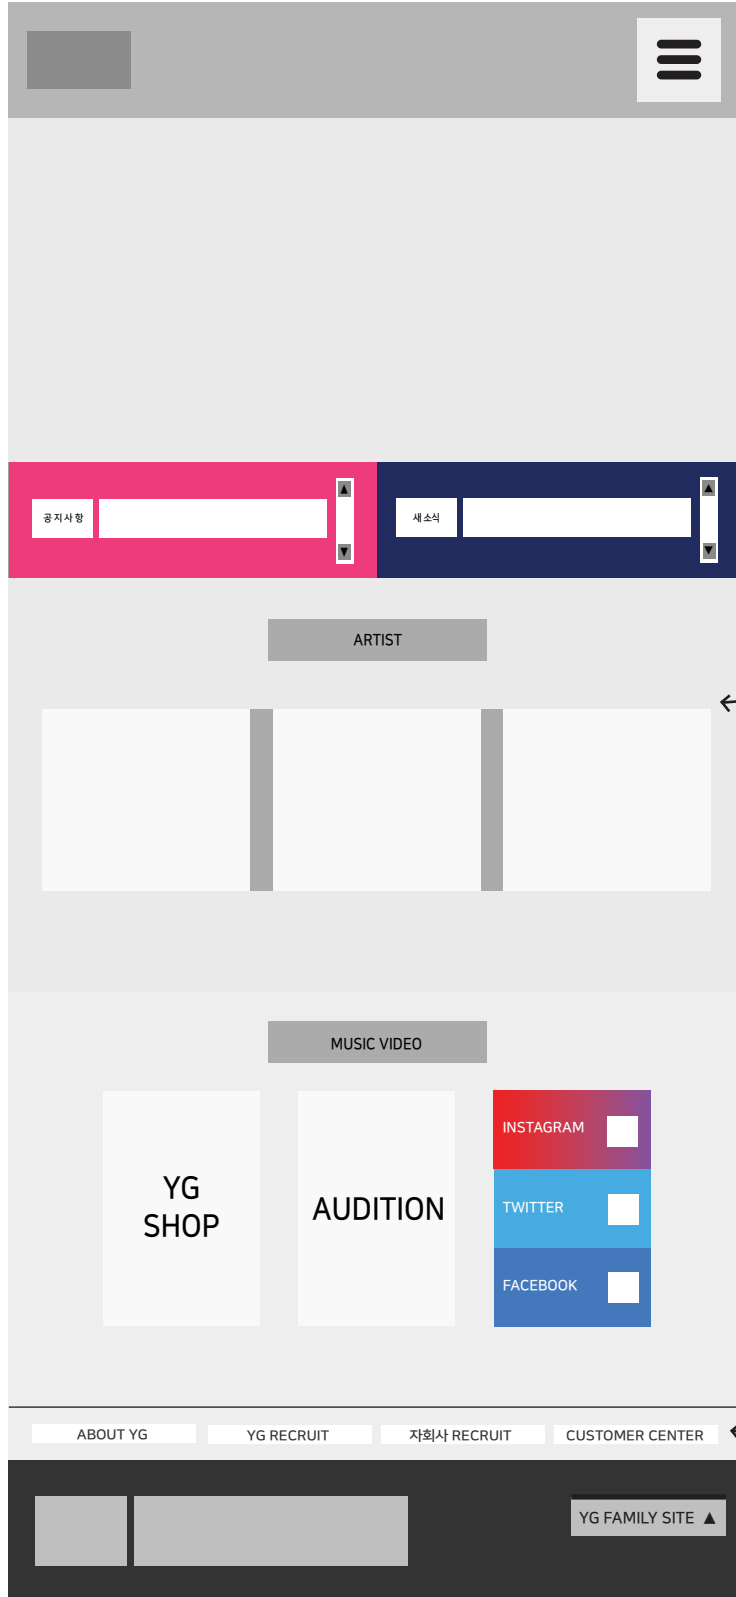 공지사항
새소식
ARTIST
MUSIC VIDEO
YG
SHOP
AUDITION
INSTAGRAM
TWITTER
FACEBOOK
ABOUT YG
YG RECRUIT
자회사 RECRUIT
CUSTOMER CENTER
YG FAMILY SITE ▲